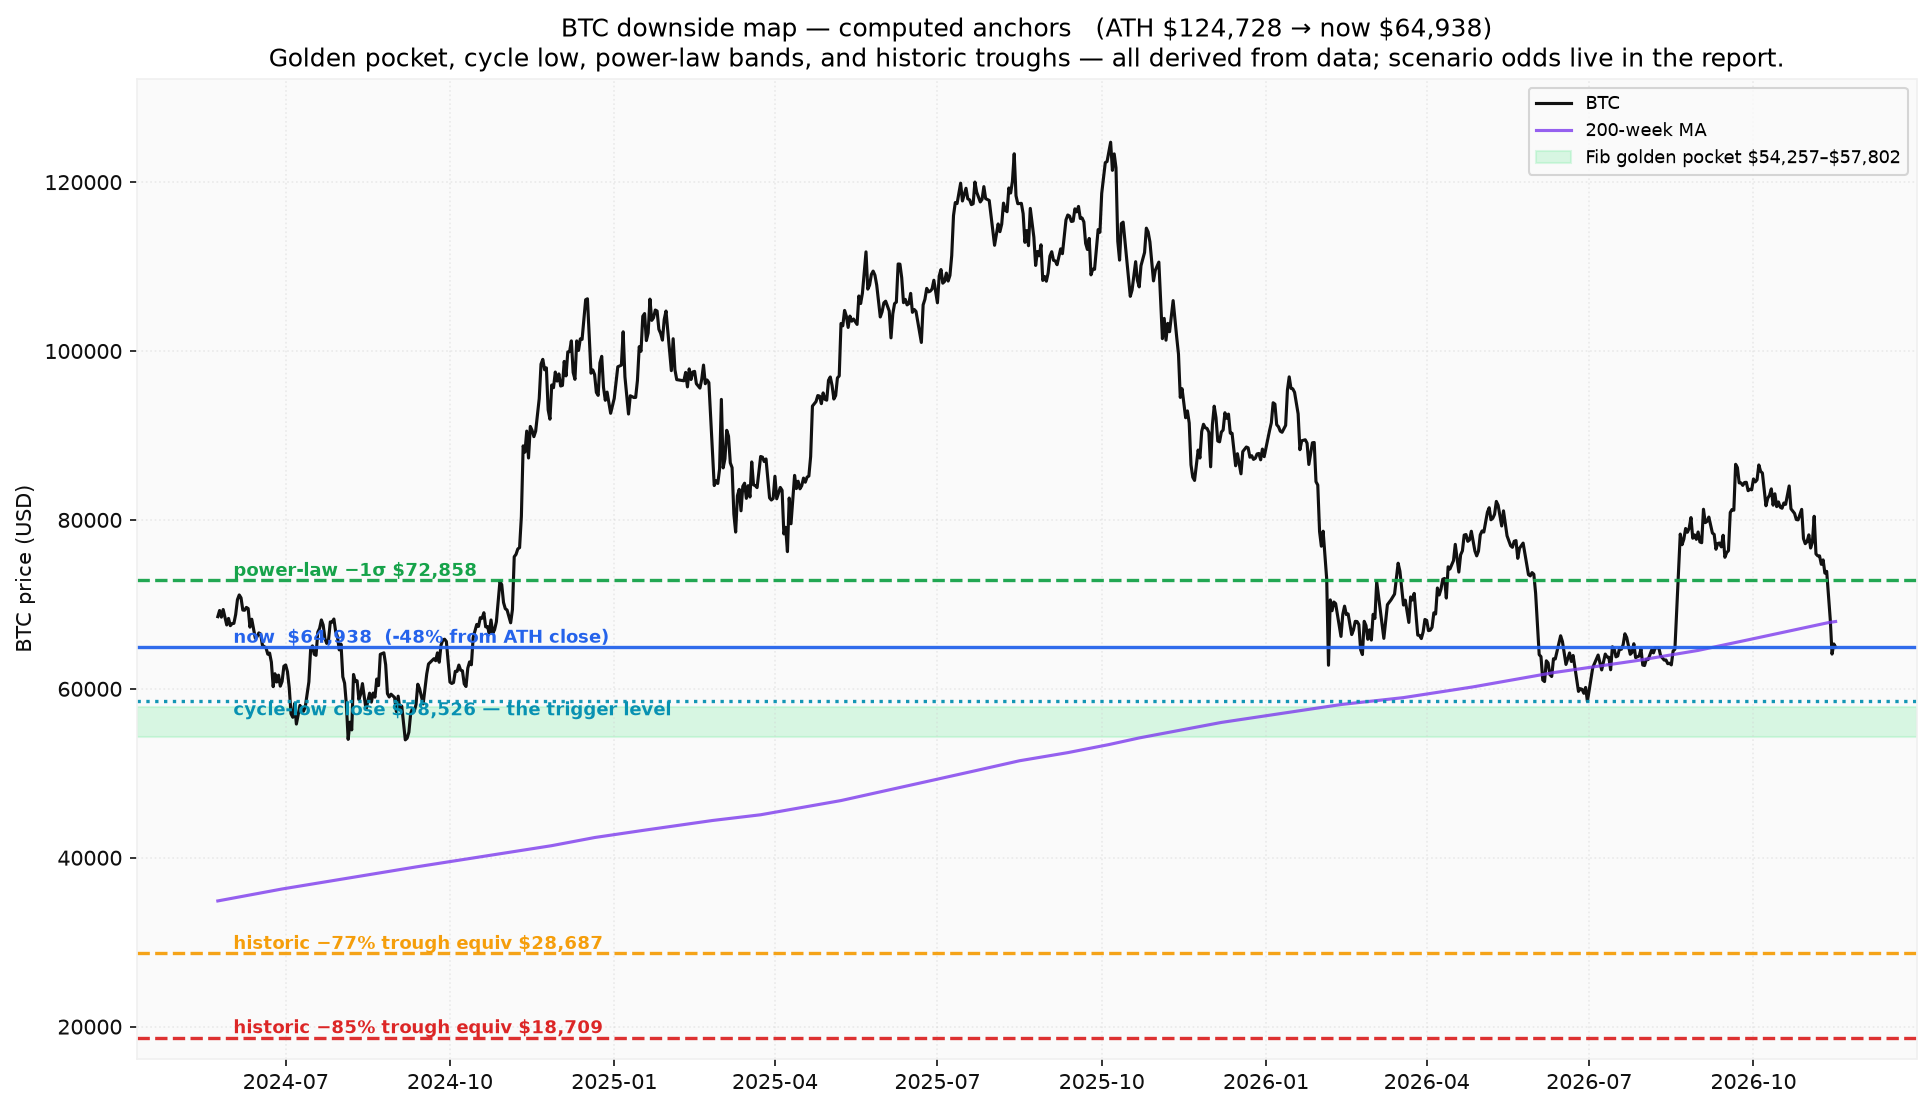 BTC downside map — computed anchors (ATH $124,728 → now $64,938)
Golden pocket, cycle low, power-law bands, and historic troughs — all derived from data; scenario odds live in the report.
BTC
200-week MA
Fib golden pocket $54,257–$57,802
BTC price (USD)
120000
100000
80000
60000
40000
20000
power-law −1σ $72,858
now $64,938 (-48% from ATH close)
cycle-low close $58,526 — the trigger level
historic −77% trough equiv $28,687
historic −85% trough equiv $18,709
2024-07
2024-10
2025-01
2025-04
2025-07
2025-10
2026-01
2026-04
2026-07
2026-10